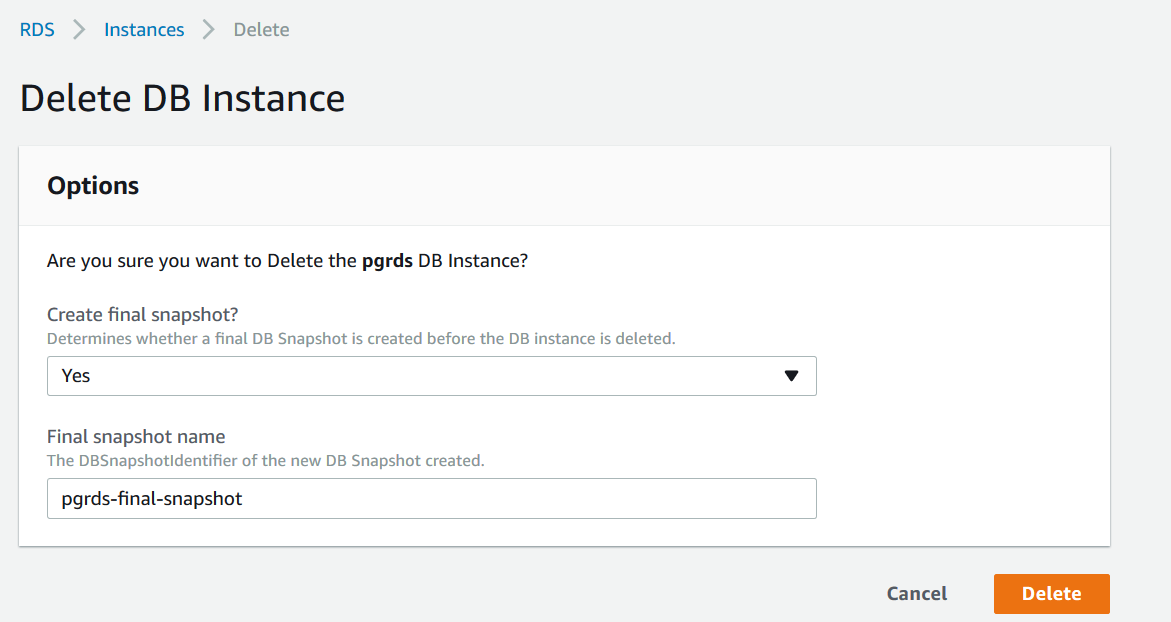 RDS Instances Delete
Delete DB Instance
Options
Are you sure you want to Delete the pgrds DB Instance?
Create final snapshot?
Determines whether a final DB Snapshot is created before the DB instance is deleted.
Yes
Final snapshot name
The DBSnapshotIdentifier of the new DB Snapshot created.
pgrds-final-snapshot
Cancel Delete